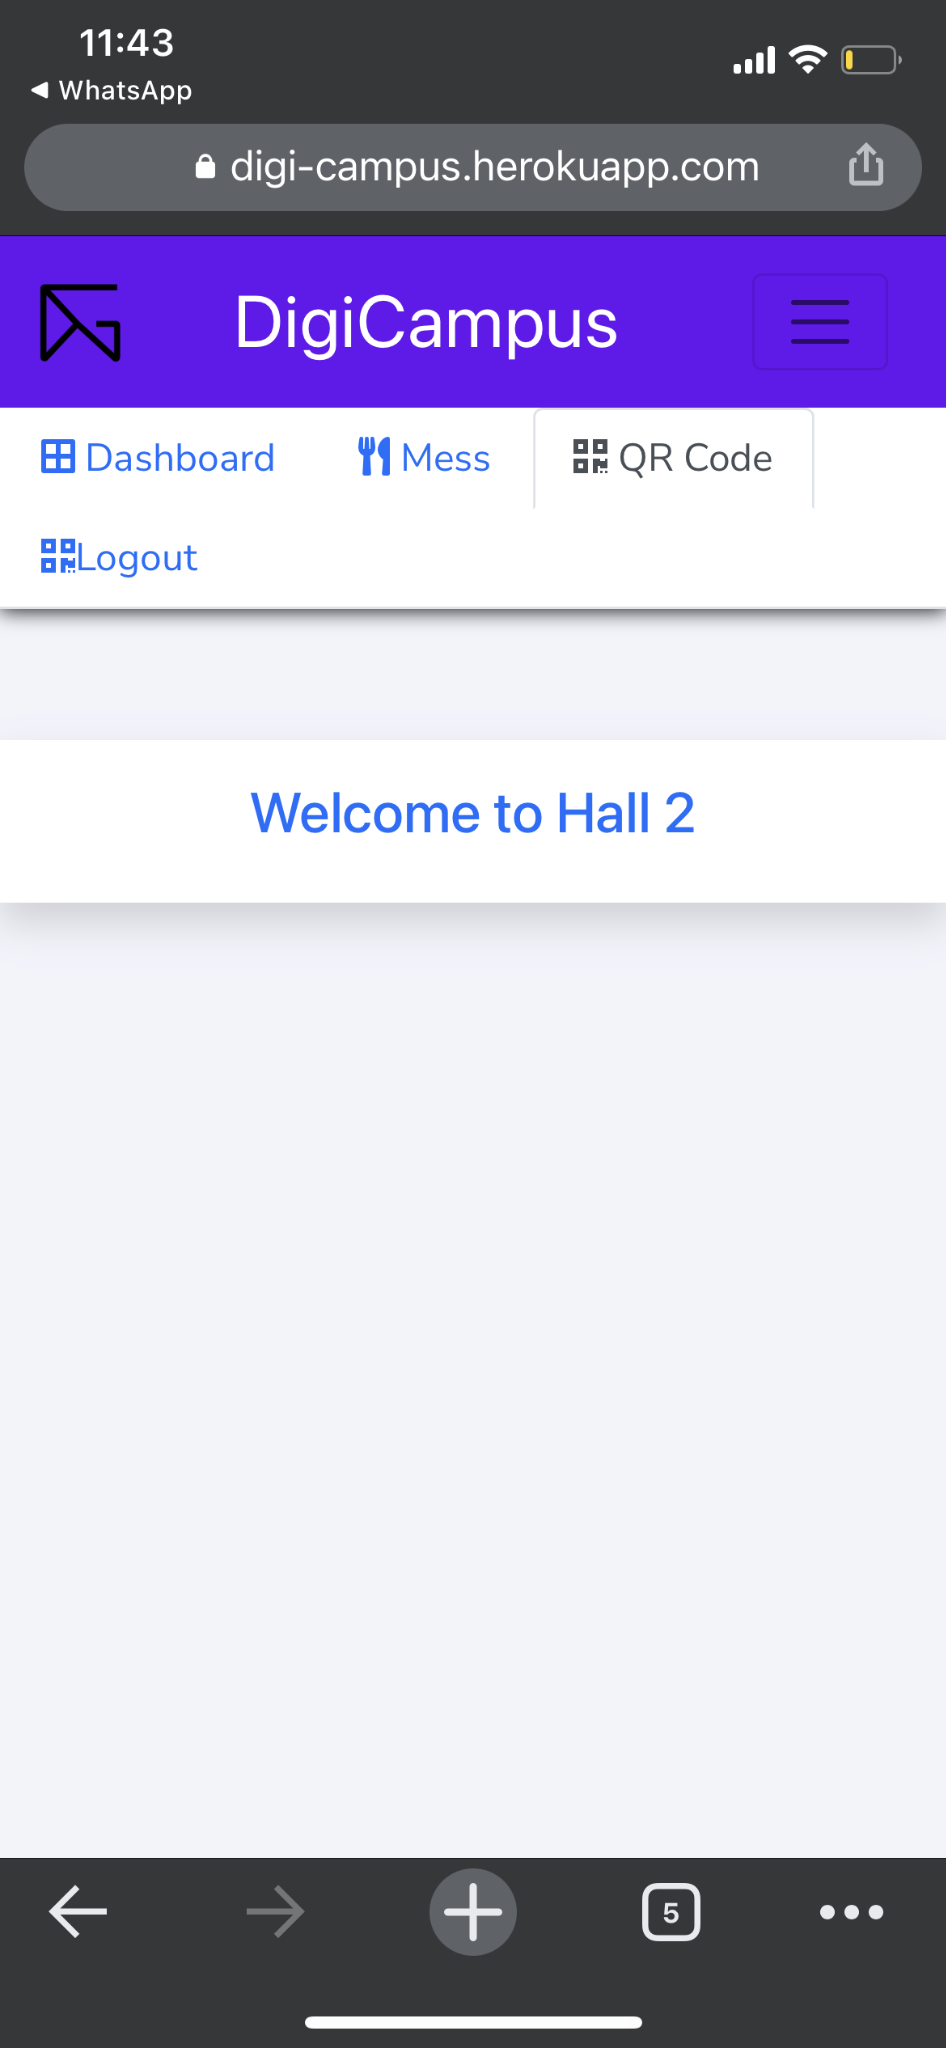 11:43
WhatsApp
digi-campus.herokuapp.com
DigiCampus
Dashboard Mess QR Code
Logout
Welcome to Hall 2
5